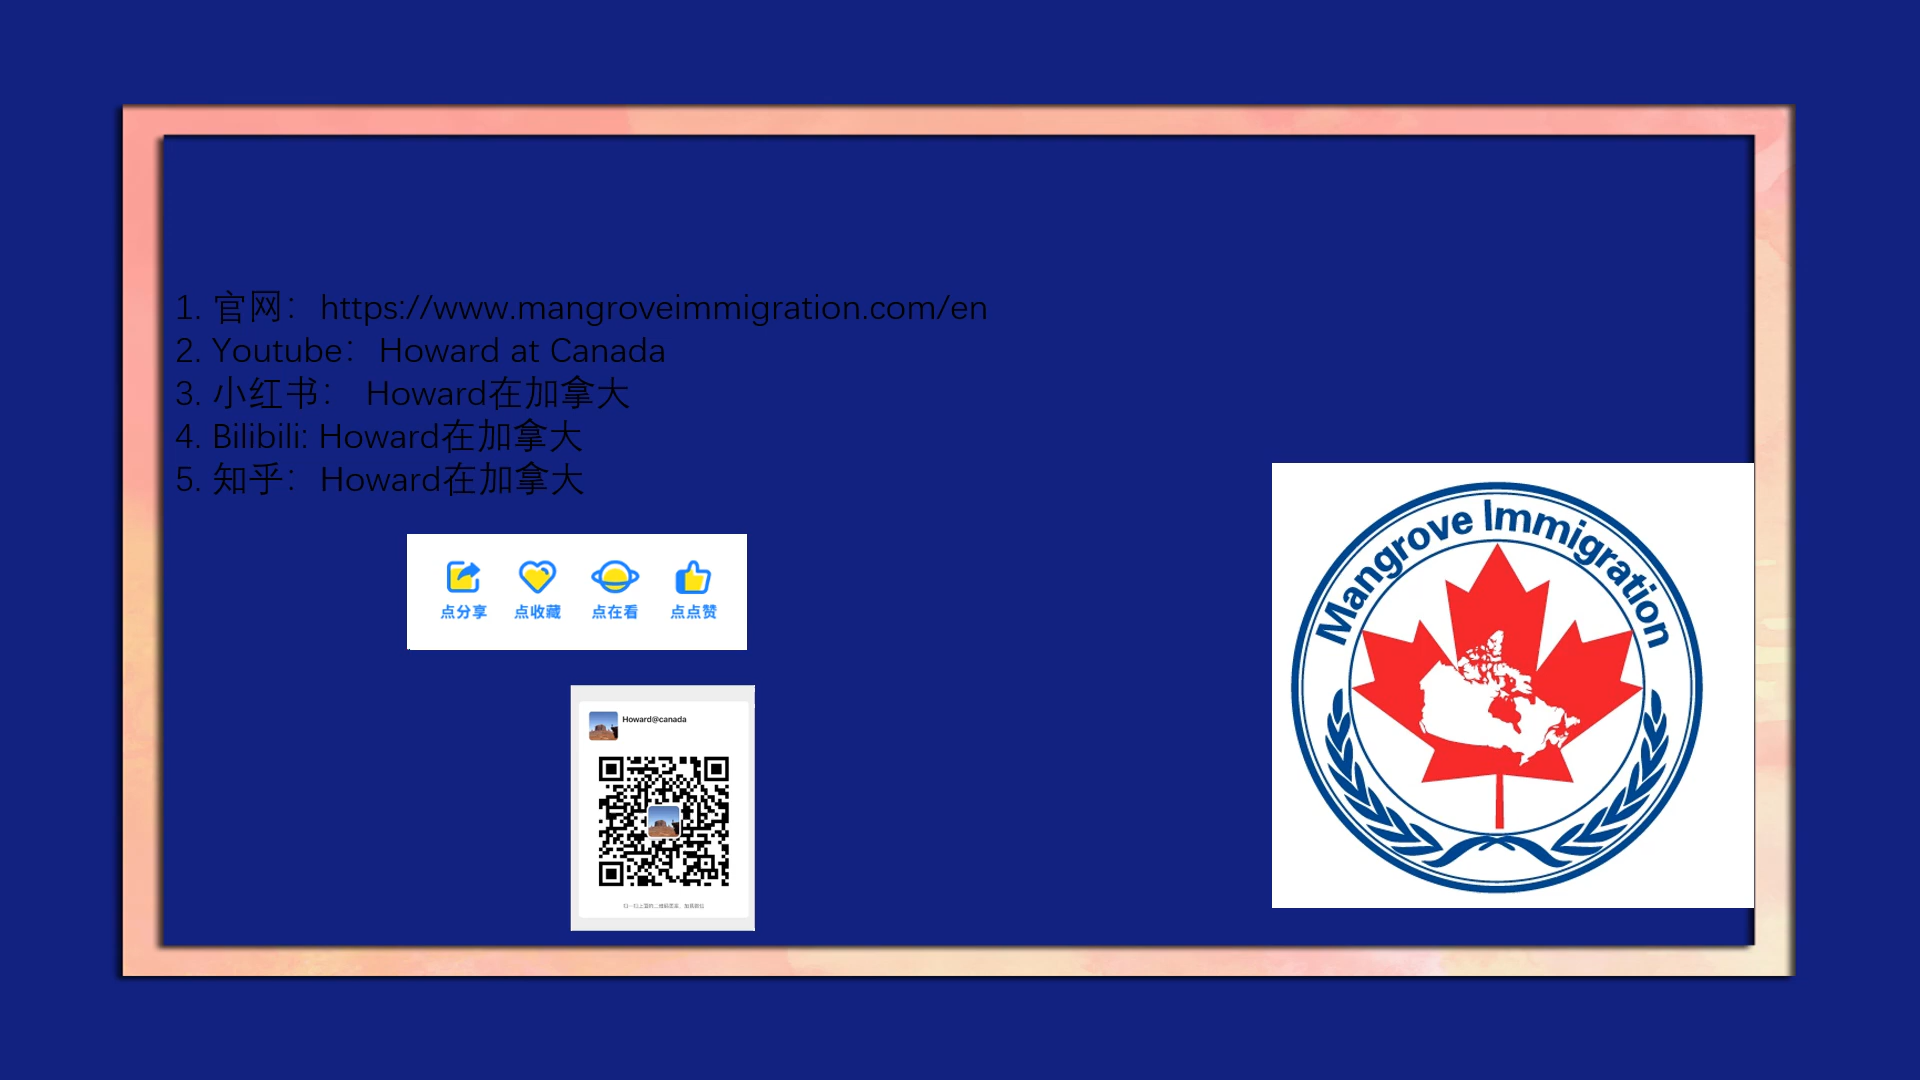 1. 官网：https://www.mangroveimmigration.com/en
2. Youtube：Howard at Canada
3. 小红书： Howard在加拿大
4. Bilibili: Howard在加拿大
5. 知乎：Howard在加拿大
点分享 点收藏 点在看 点点赞
Mangrove Immigration
Howard@canada